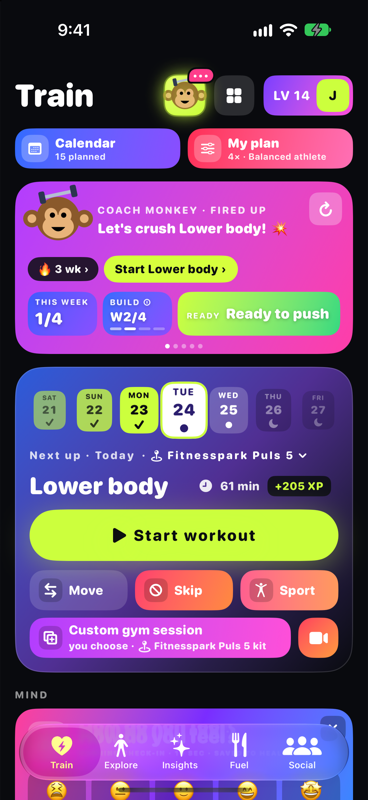 9:41
Train
LV 14
J
Calendar
15 planned
My plan
4× · Balanced athlete
COACH MONKEY · FIRED UP
Let's crush Lower body! 💥
🔥 3 wk ›
Start Lower body ›
THIS WEEK
1/4
BUILD
W2/4
READY Ready to push
SAT
21
SUN
22
MON
23
TUE
24
WED
25
THU
26
FRI
27
Next up · Today · Fitnesspark Puls 5
Lower body
61 min
+205 XP
Start workout
Move
Skip
Sport
Custom gym session
you choose · Fitnesspark Puls 5 kit
MIND
Train
Explore
Insights
Fuel
Social